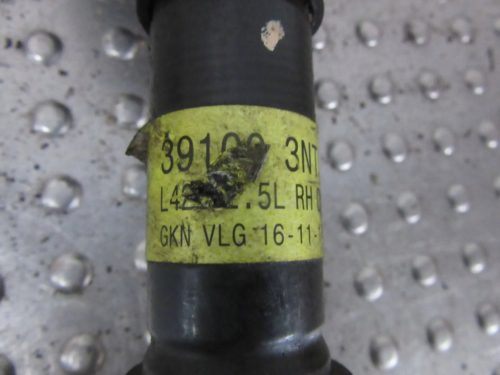 39100 3NT
RH
GKN VLG 16-11-